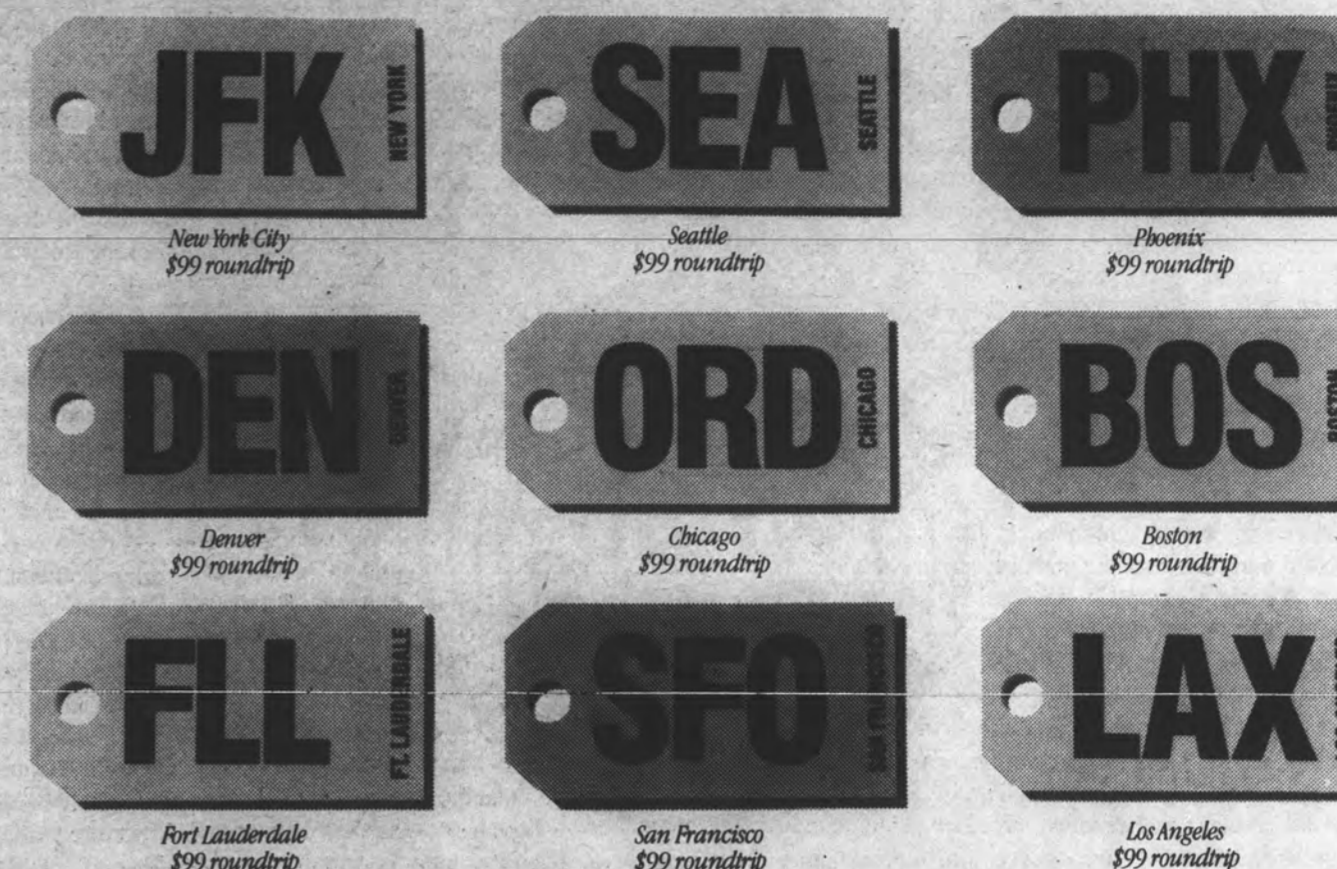 JFK
NEW YORK
New York City
$99 roundtrip
SEA
SEATTLE
Seattle
$99 roundtrip
PHX
PHOENIX
Phoenix
$99 roundtrip
DEN
DENVER
Denver
$99 roundtrip
ORD
CHICAGO
Chicago
$99 roundtrip
BOS
BOSTON
Boston
$99 roundtrip
FLL
FT. LAUDERDALE
Fort Lauderdale
$99 roundtrip
SFO
SAN FRANCISCO
San Francisco
$99 roundtrip
LAX
Los Angeles
$99 roundtrip